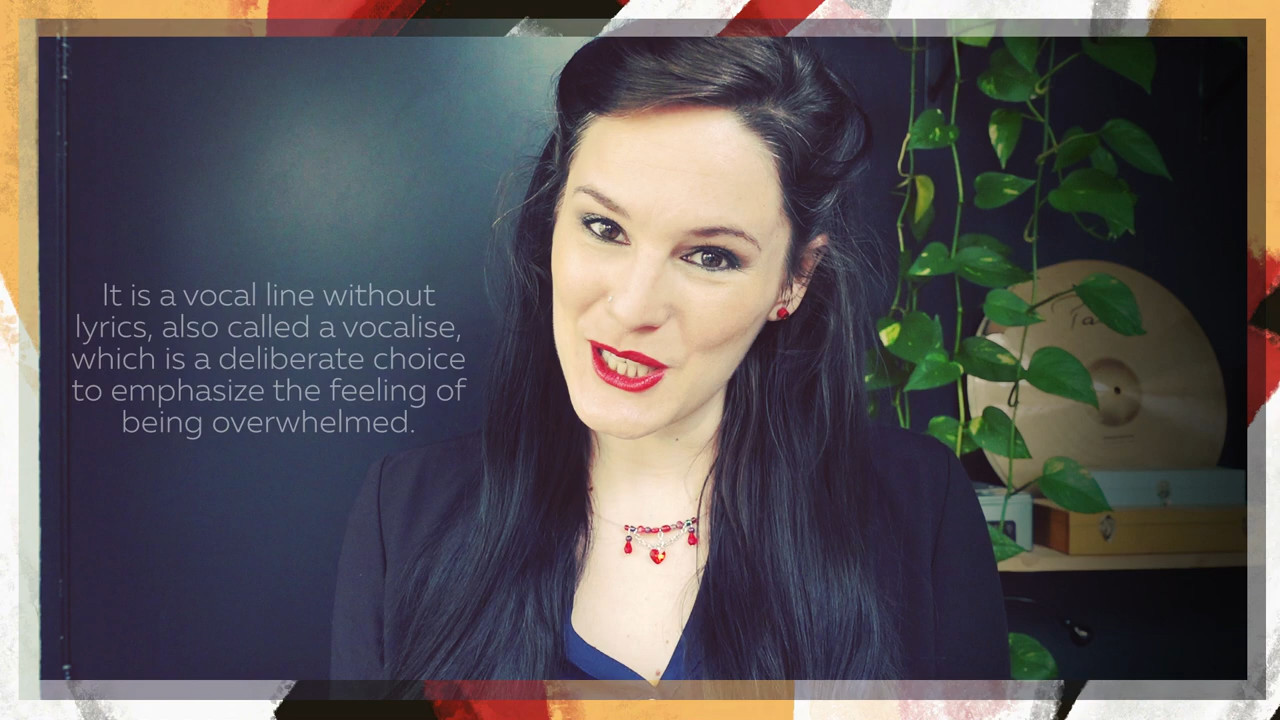 It is a vocal line without
lyrics, also called a vocalise,
which is a deliberate choice
to emphasize the feeling of
being overwhelmed.